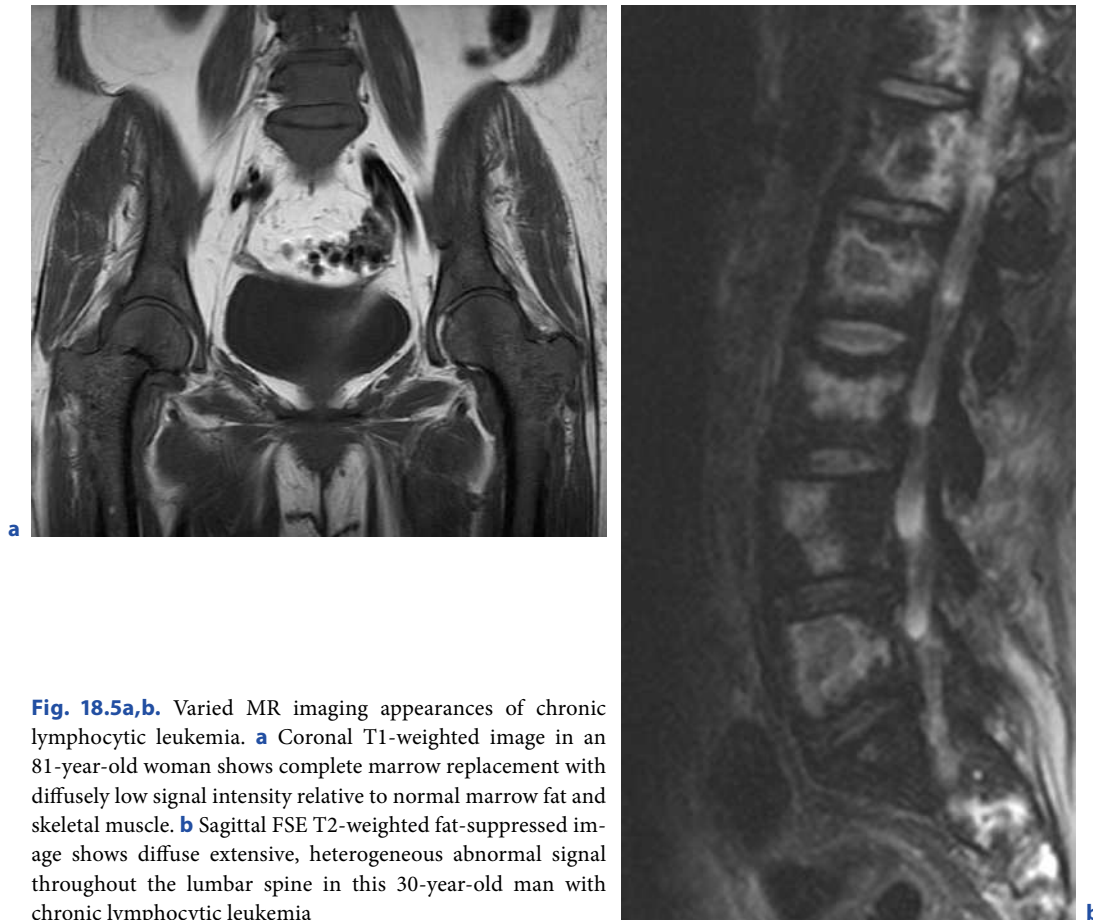 a
b
Fig. 18.5a,b. Varied MR imaging appearances of chronic
lymphocytic leukemia. a Coronal T1-weighted image in an
81-year-old woman shows complete marrow replacement with
diffusely low signal intensity relative to normal marrow fat and
skeletal muscle. b Sagittal FSE T2-weighted fat-suppressed im-
age shows diffuse extensive, heterogeneous abnormal signal
throughout the lumbar spine in this 30-year-old man with
chronic lymphocytic leukemia